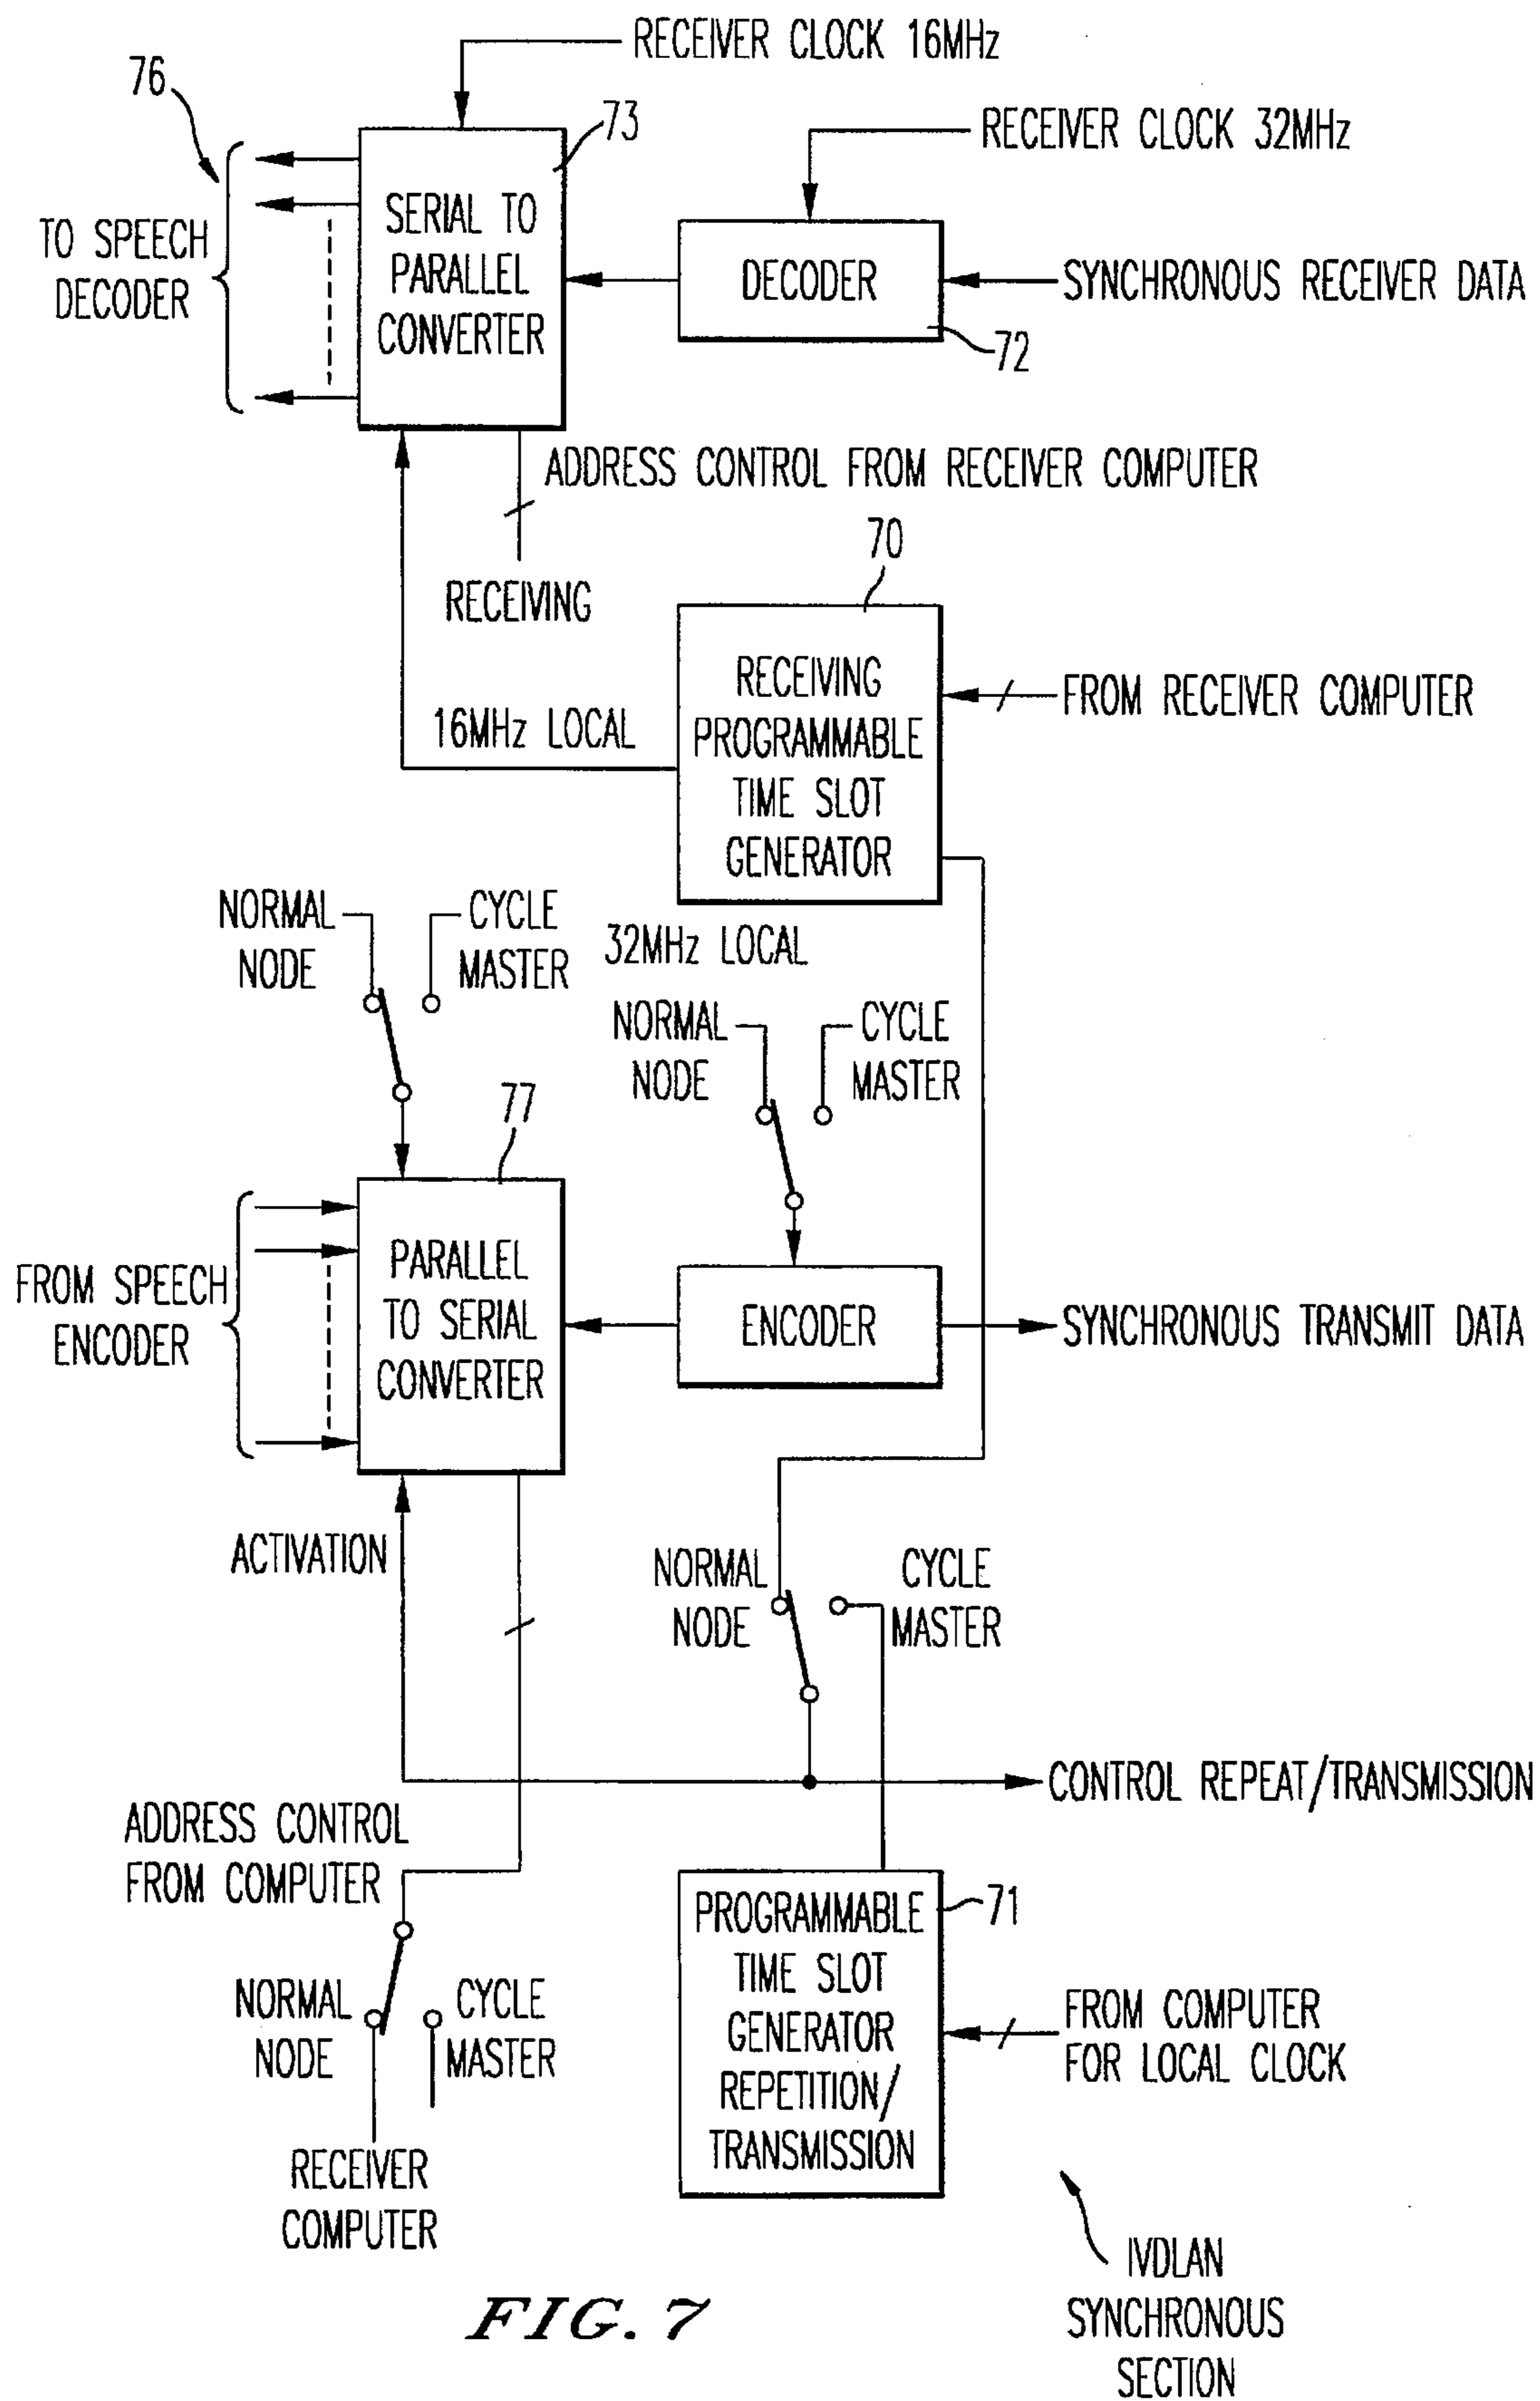 RECEIVER CLOCK 16MHz
76
73
RECEIVER CLOCK 32MHz
TO SPEECH
DECODER
SERIAL TO
PARALLEL
CONVERTER
DECODER
SYNCHRONOUS RECEIVER DATA
72
ADDRESS CONTROL FROM RECEIVER COMPUTER
RECEIVING
70
RECEIVING
PROGRAMMABLE
TIME SLOT
GENERATOR
FROM RECEIVER COMPUTER
16MHz LOCAL
NORMAL
NODE
CYCLE
MASTER
32MHz LOCAL
NORMAL
NODE
CYCLE
MASTER
77
FROM SPEECH
ENCODER
PARALLEL
TO SERIAL
CONVERTER
ENCODER
SYNCHRONOUS TRANSMIT DATA
ACTIVATION
NORMAL
NODE
CYCLE
MASTER
CONTROL REPEAT/TRANSMISSION
ADDRESS CONTROL
FROM COMPUTER
PROGRAMMABLE
TIME SLOT
GENERATOR
REPETITION/
TRANSMISSION
71
FROM COMPUTER
FOR LOCAL CLOCK
NORMAL
NODE
CYCLE
MASTER
RECEIVER
COMPUTER
IVDLAN
SYNCHRONOUS
SECTION
FIG. 7